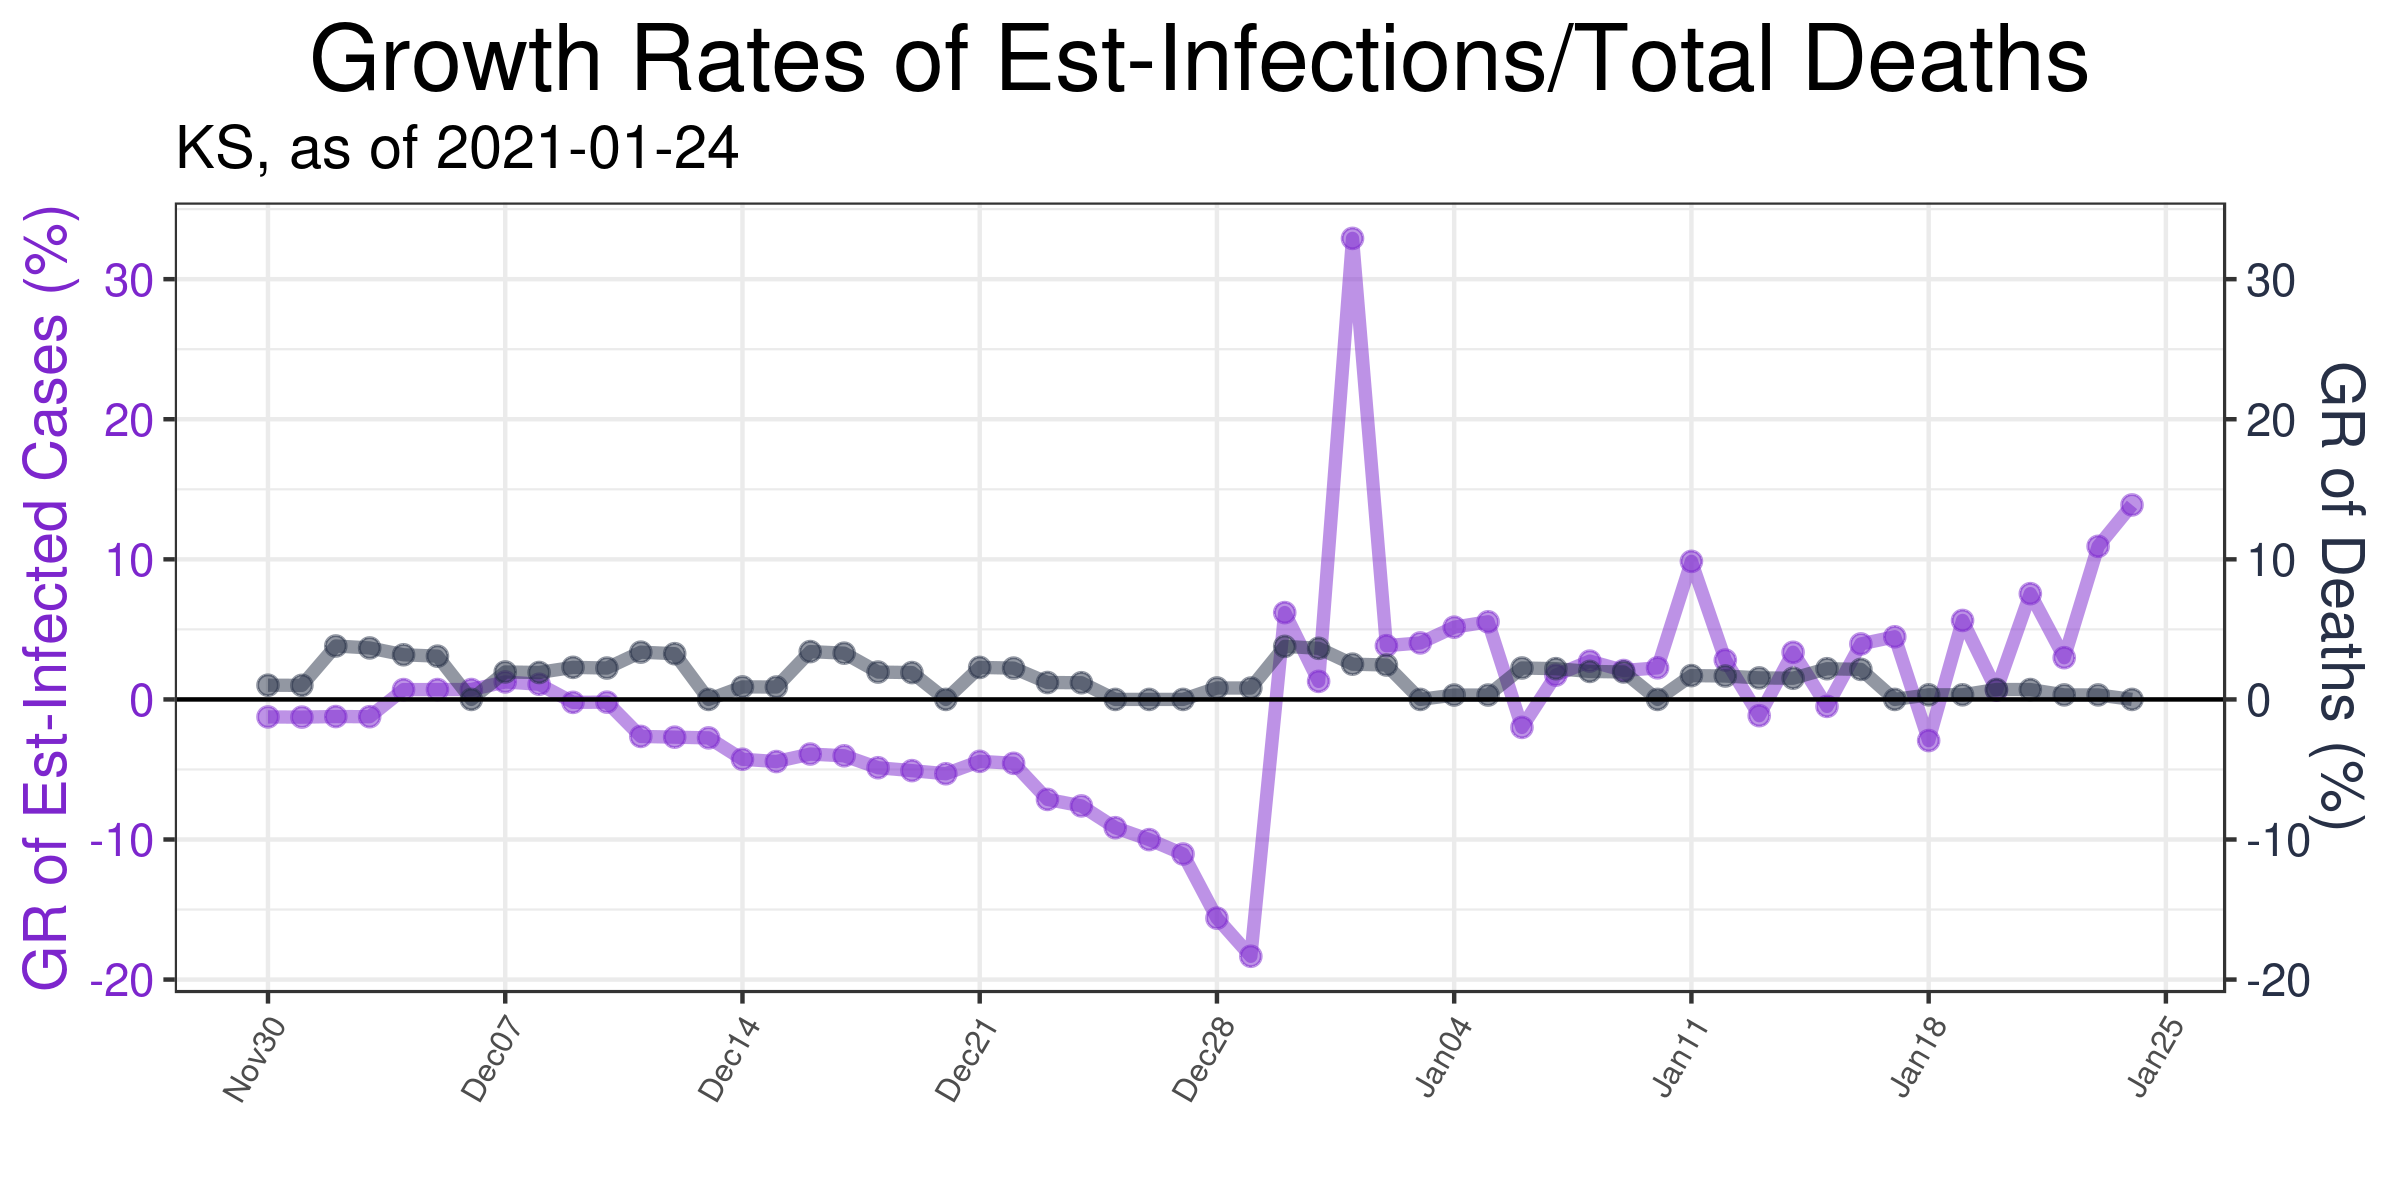 Growth Rates of Est-Infections/Total Deaths
KS, as of 2021-01-24
GR of Est-Infected Cases (%)
30
20
10
0
-10
-20
30
20
10
0
-10
-20
GR of Deaths (%)
Nov30
Dec07
Dec14
Dec21
Dec28
Jan04
Jan11
Jan18
Jan25